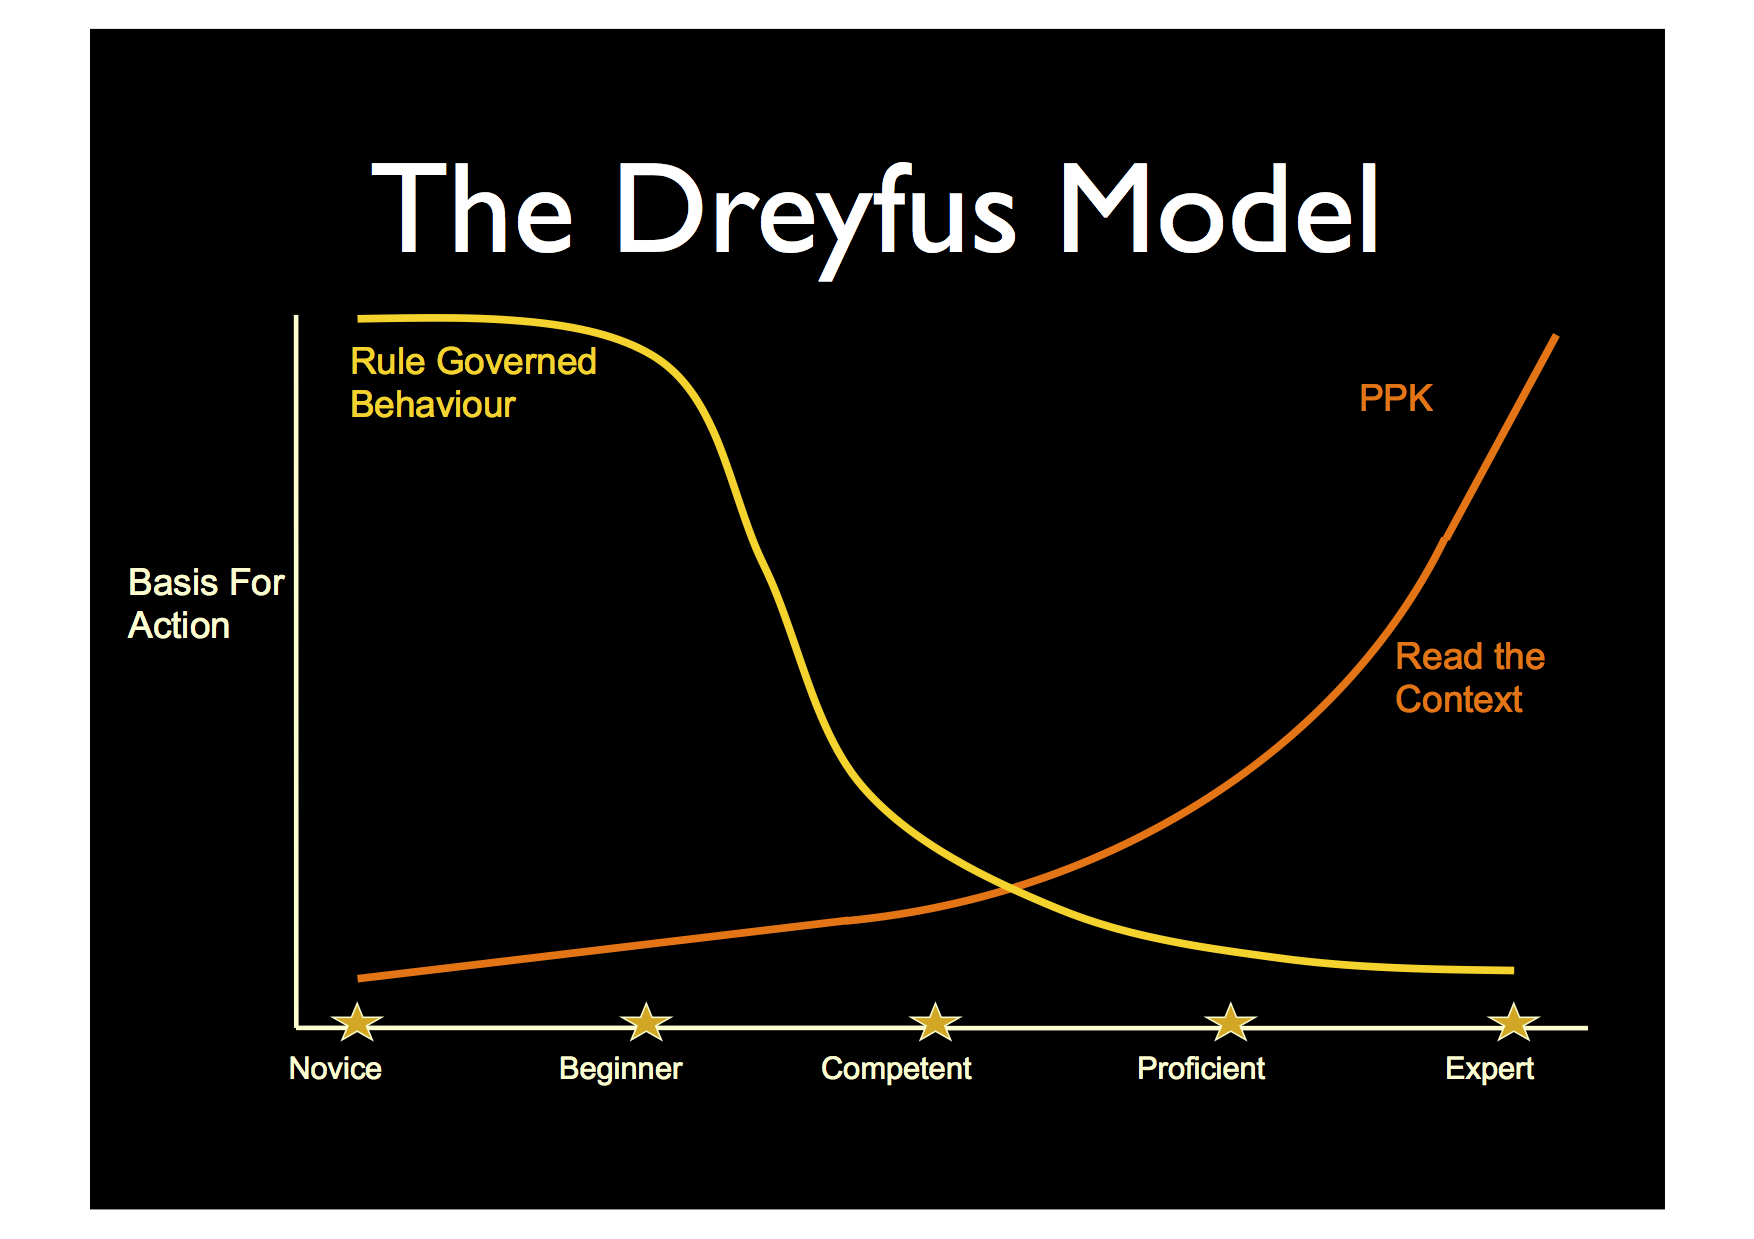 The Dreyfus Model
Rule Governed
Behaviour
PPK
Basis For
Action
Read the
Context
Novice
Beginner
Competent
Proficient
Expert